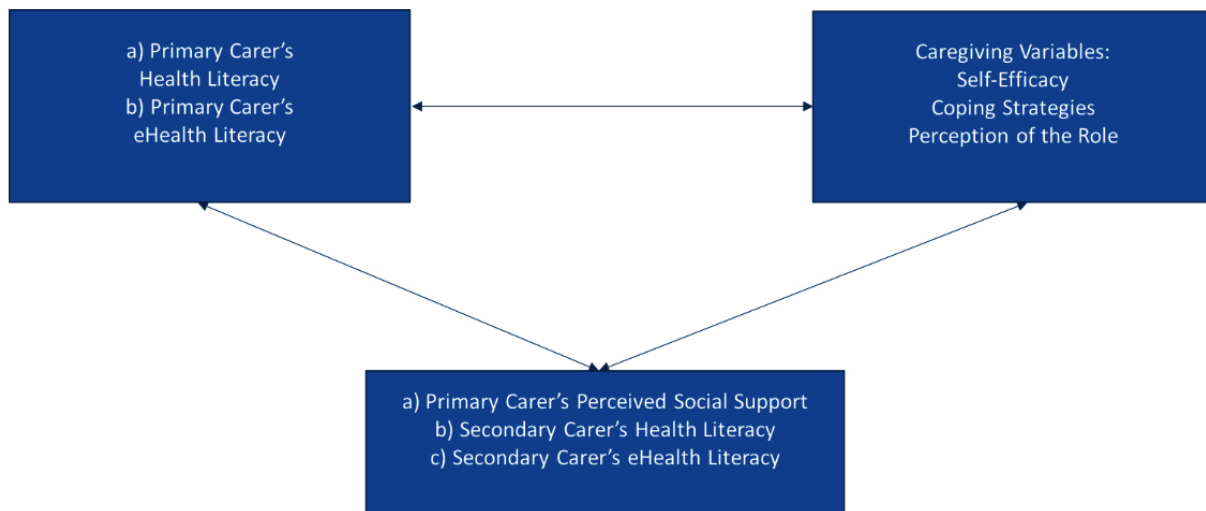 a) Primary Carer’s
Health Literacy
b) Primary Carer’s
eHealth Literacy
Caregiving Variables:
Self-Efficacy
Coping Strategies
Perception of the Role
a) Primary Carer’s Perceived Social Support
b) Secondary Carer’s Health Literacy
c) Secondary Carer’s eHealth Literacy